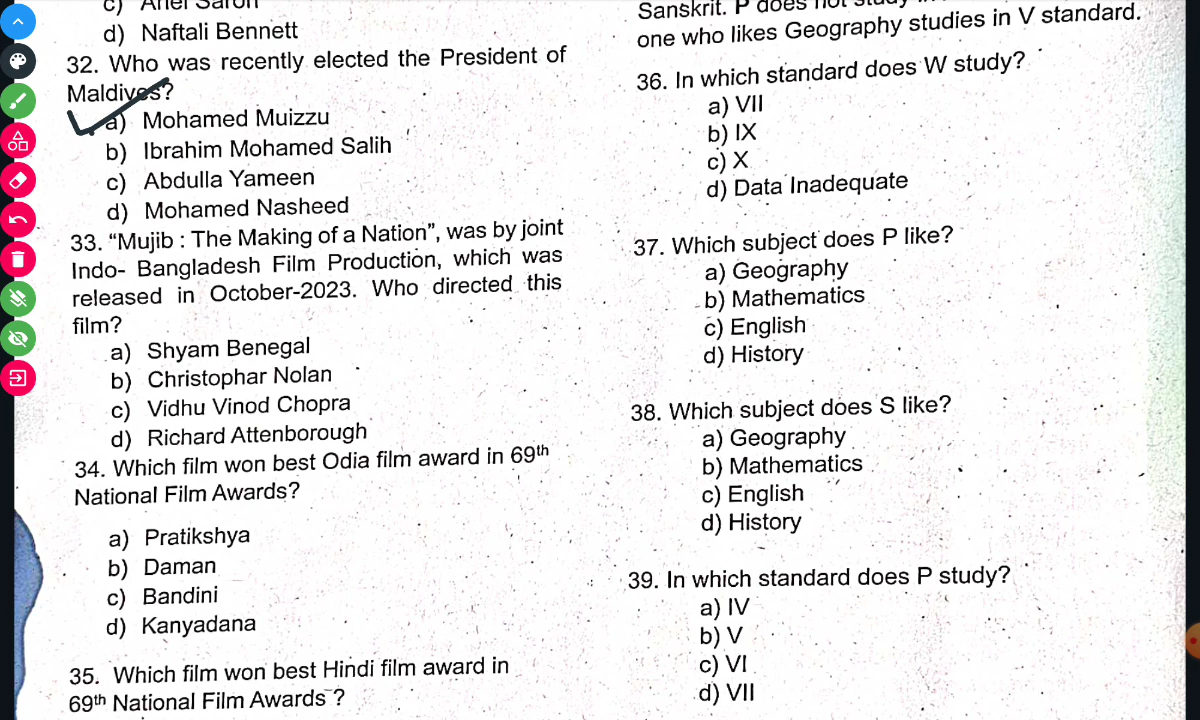 c) Ariel Saron
d) Naftali Bennett
32. Who was recently elected the President of
Maldives?
a) Mohamed Muizzu
b) Ibrahim Mohamed Salih
c) Abdulla Yameen
d) Mohamed Nasheed
33. “Mujib : The Making of a Nation”, was by joint
Indo- Bangladesh Film Production, which was
released in October-2023. Who directed this
film?
a) Shyam Benegal
b) Christophar Nolan
c) Vidhu Vinod Chopra
d) Richard Attenborough
34. Which film won best Odia film award in 69th
National Film Awards?
a) Pratikshya
b) Daman
c) Bandini
d) Kanyadana
35. Which film won best Hindi film award in
69th National Film Awards ?
Sanskrit. P does not study
one who likes Geography studies in V standard.
36. In which standard does W study?
a) VII
b) IX
c) X
d) Data Inadequate
37. Which subject does P like?
a) Geography
b) Mathematics
c) English
d) History
38. Which subject does S like?
a) Geography
b) Mathematics
c) English
d) History
39. In which standard does P study?
a) IV
b) V
c) VI
d) VII